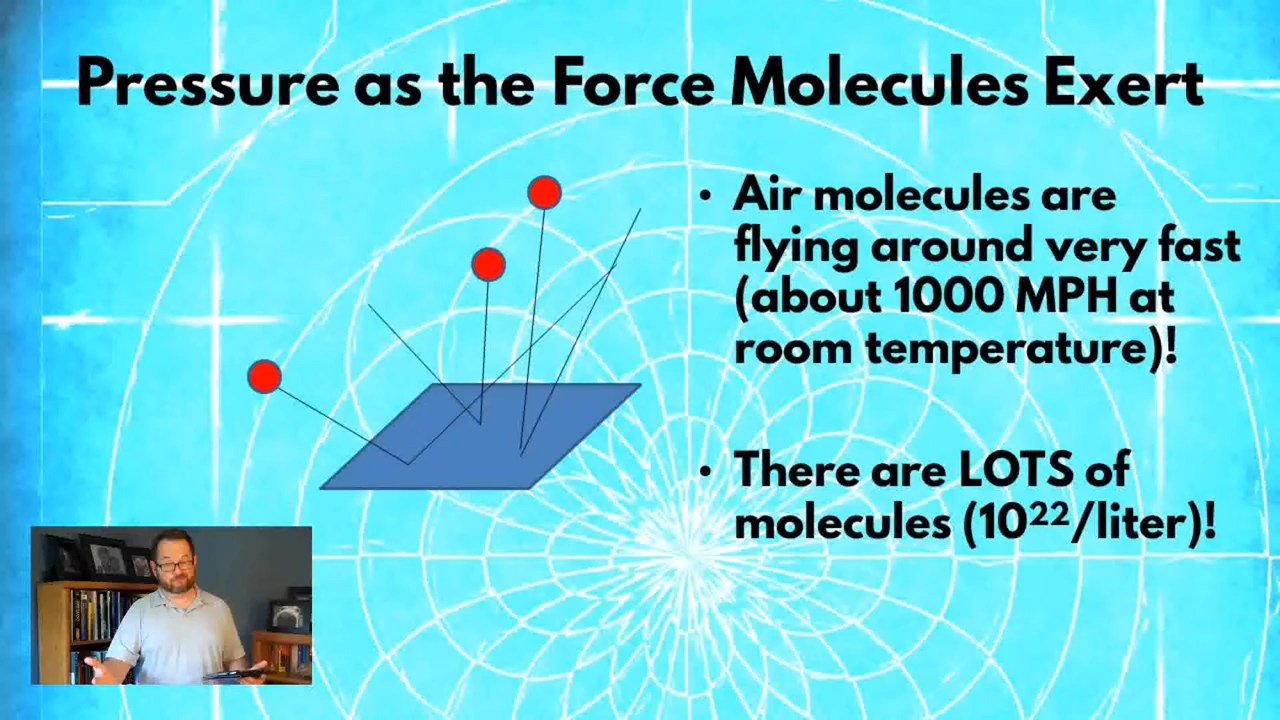 Pressure as the Force Molecules Exert
• Air molecules are
flying around very fast
(about 1000 MPH at
room temperature)!
• There are LOTS of
molecules (10²²/liter)!